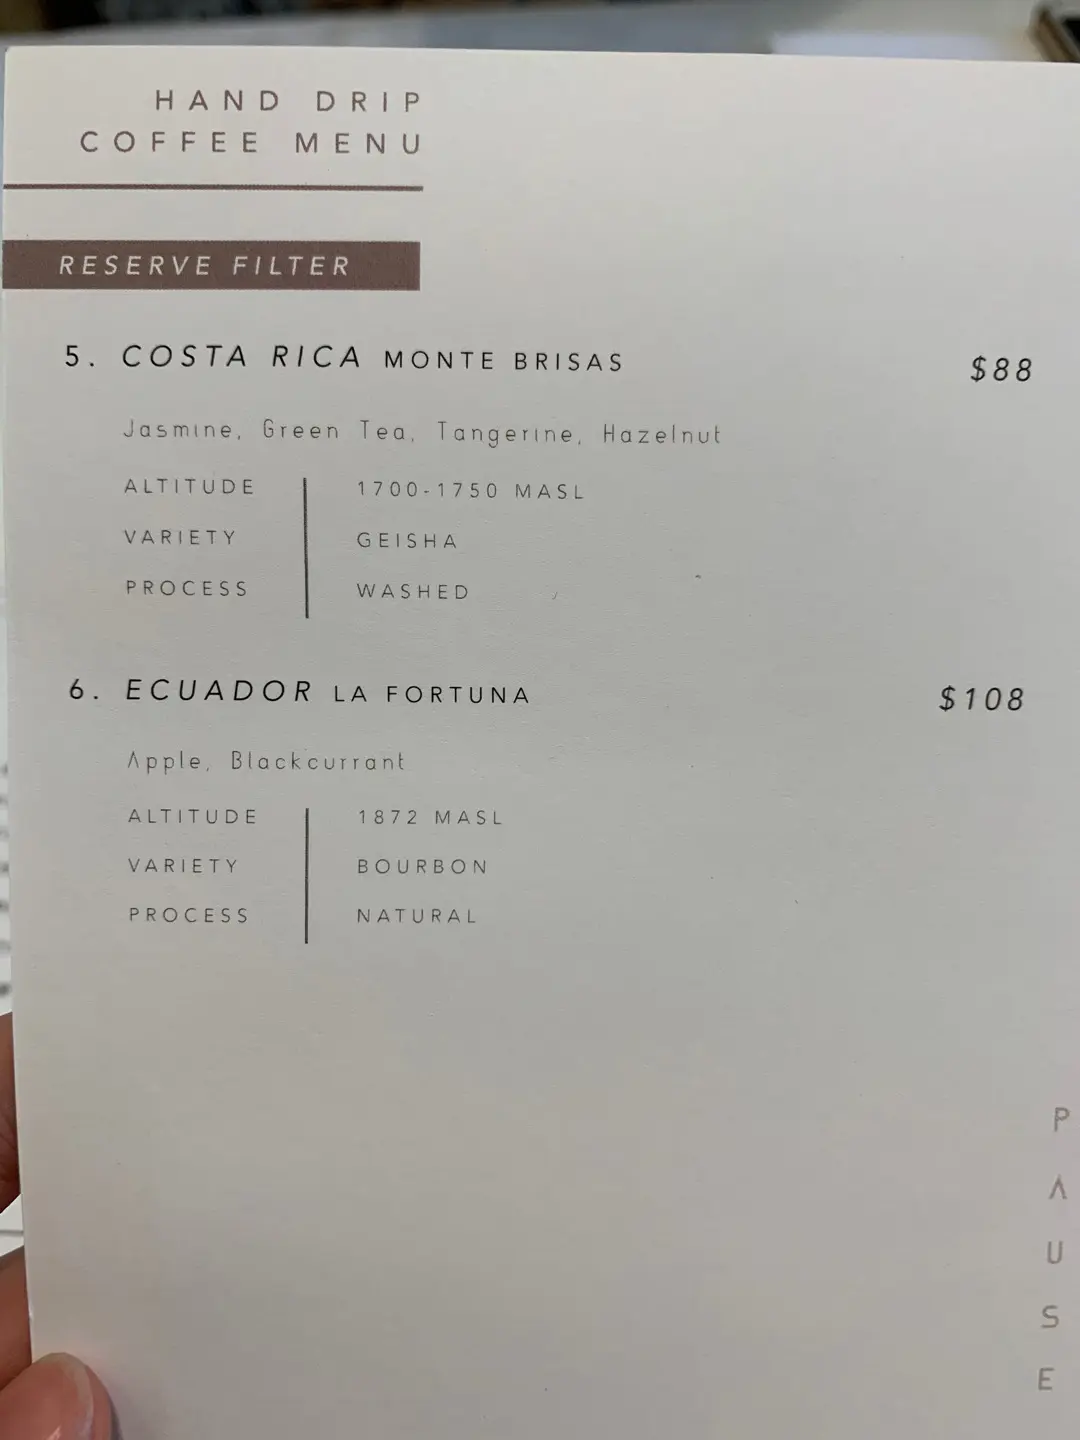 HAND DRIP
COFFEE MENU
RESERVE FILTER
5. COSTA RICA MONTE BRISAS $88
Jasmine, Green Tea, Tangerine, Hazelnut
ALTITUDE 1700-1750 MASL
VARIETY GEISHA
PROCESS WASHED
6. ECUADOR LA FORTUNA $108
Apple, Blackcurrant
ALTITUDE 1872 MASL
VARIETY BOURBON
PROCESS NATURAL
PAUSE